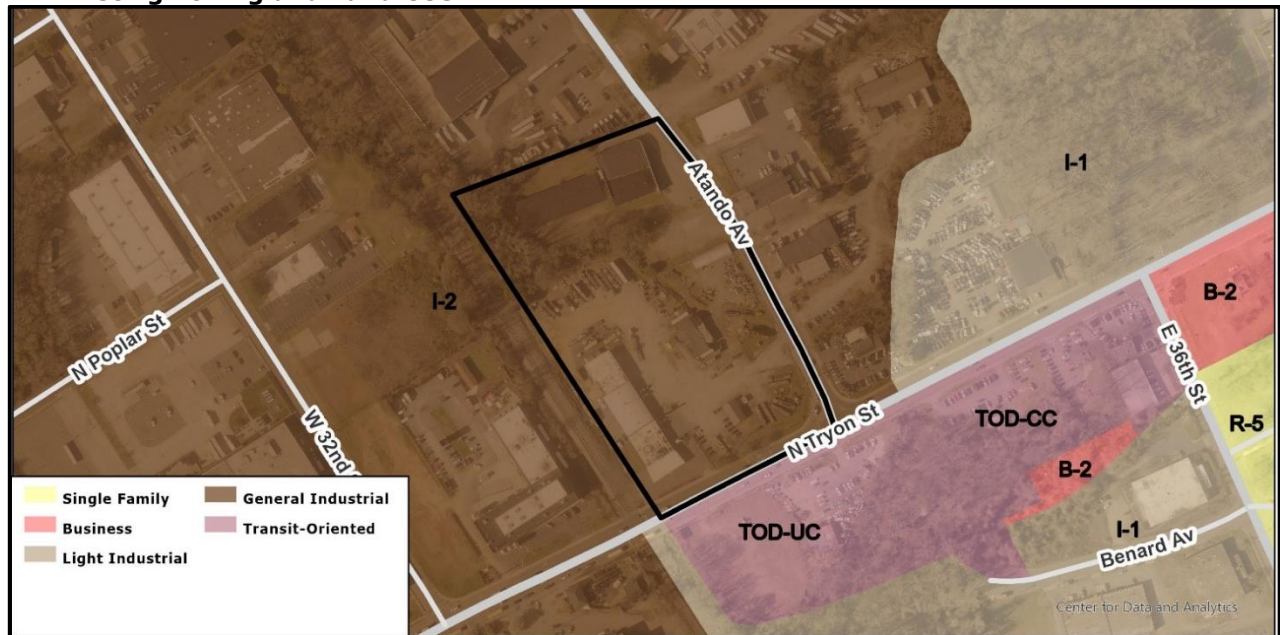 Atando Av
I-1
B-2
I-2
N Poplar St
E 36th St
TOD-CC
N Tryon St
R-5
W 32nd
B-2
TOD-UC
I-1
Benard Av
Single Family
General Industrial
Business
Transit-Oriented
Light Industrial
Center for Data and Analytics